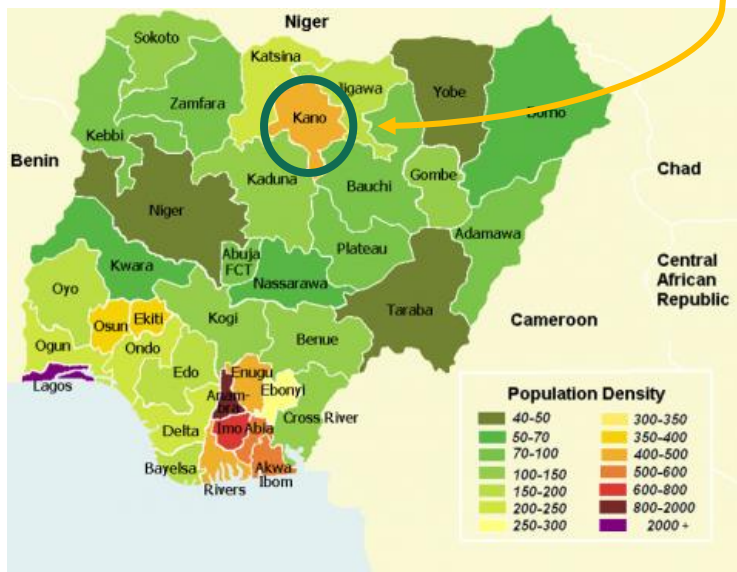 Niger
Sokoto
Katsina
Jigawa
Yobe
Borno
Zamfara
Kano
Kebbi
Benin
Chad
Gombe
Kaduna
Bauchi
Niger
Adamawa
Plateau
Abuja
FCT
Kwara
Central
African
Republic
Nassarawa
Oyo
Taraba
Kogi
Cameroon
Osun
Ekiti
Benue
Ogun
Ondo
Edo
Enugu
Lagos
Ebonyi
Anam-
bra
Cross River
Delta
Imo
Abia
Bayelsa
Akwa
Ibom
Rivers
Population Density
40-50
50-70
70-100
100-150
150-200
200-250
250-300
300-350
350-400
400-500
500-600
600-800
800-2000
2000 +